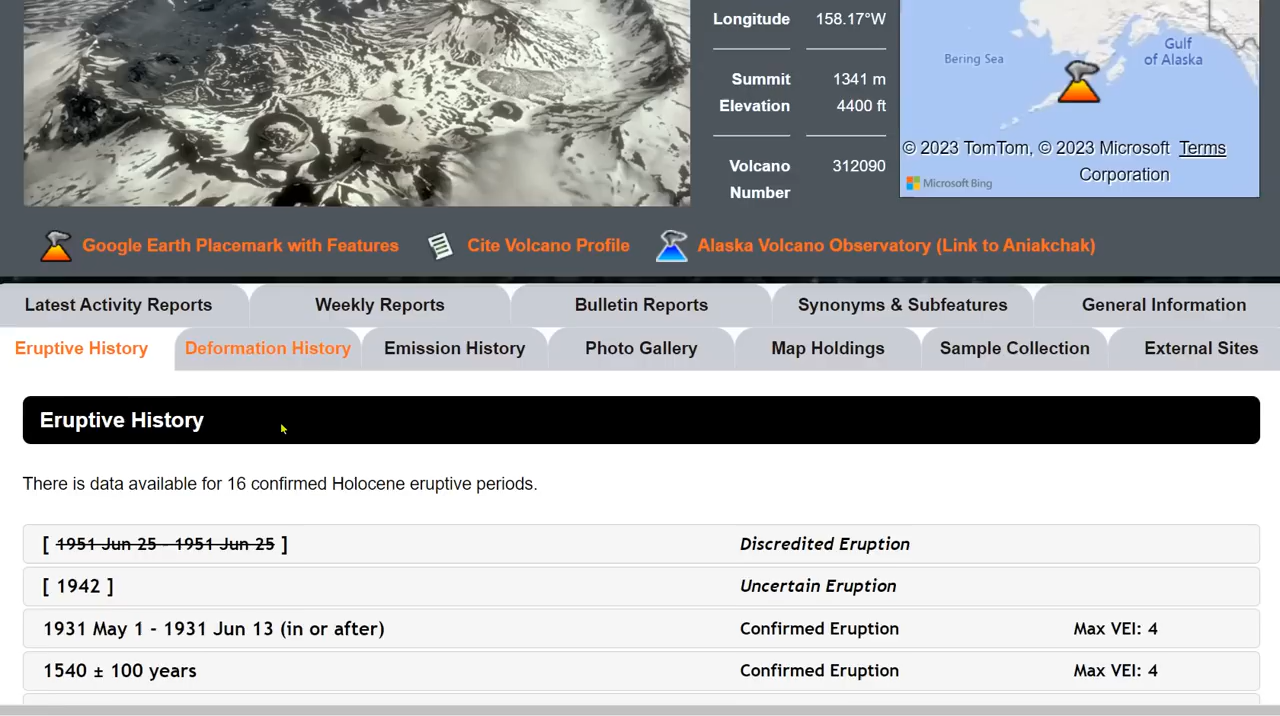 Longitude 158.17°W
Summit Elevation 1341 m
4400 ft
Volcano Number 312090
Bering Sea
Gulf of Alaska
© 2023 TomTom, © 2023 Microsoft Corporation Terms
Microsoft Bing
Google Earth Placemark with Features Cite Volcano Profile Alaska Volcano Observatory (Link to Aniakchak)
Latest Activity Reports Weekly Reports Bulletin Reports Synonyms & Subfeatures General Information
Eruptive History Deformation History Emission History Photo Gallery Map Holdings Sample Collection External Sites
Eruptive History
There is data available for 16 confirmed Holocene eruptive periods.
[ 1951 Jun 25 - 1951 Jun 25 ] Discredited Eruption
[ 1942 ] Uncertain Eruption
1931 May 1 - 1931 Jun 13 (in or after) Confirmed Eruption Max VEI: 4
1540 ± 100 years Confirmed Eruption Max VEI: 4